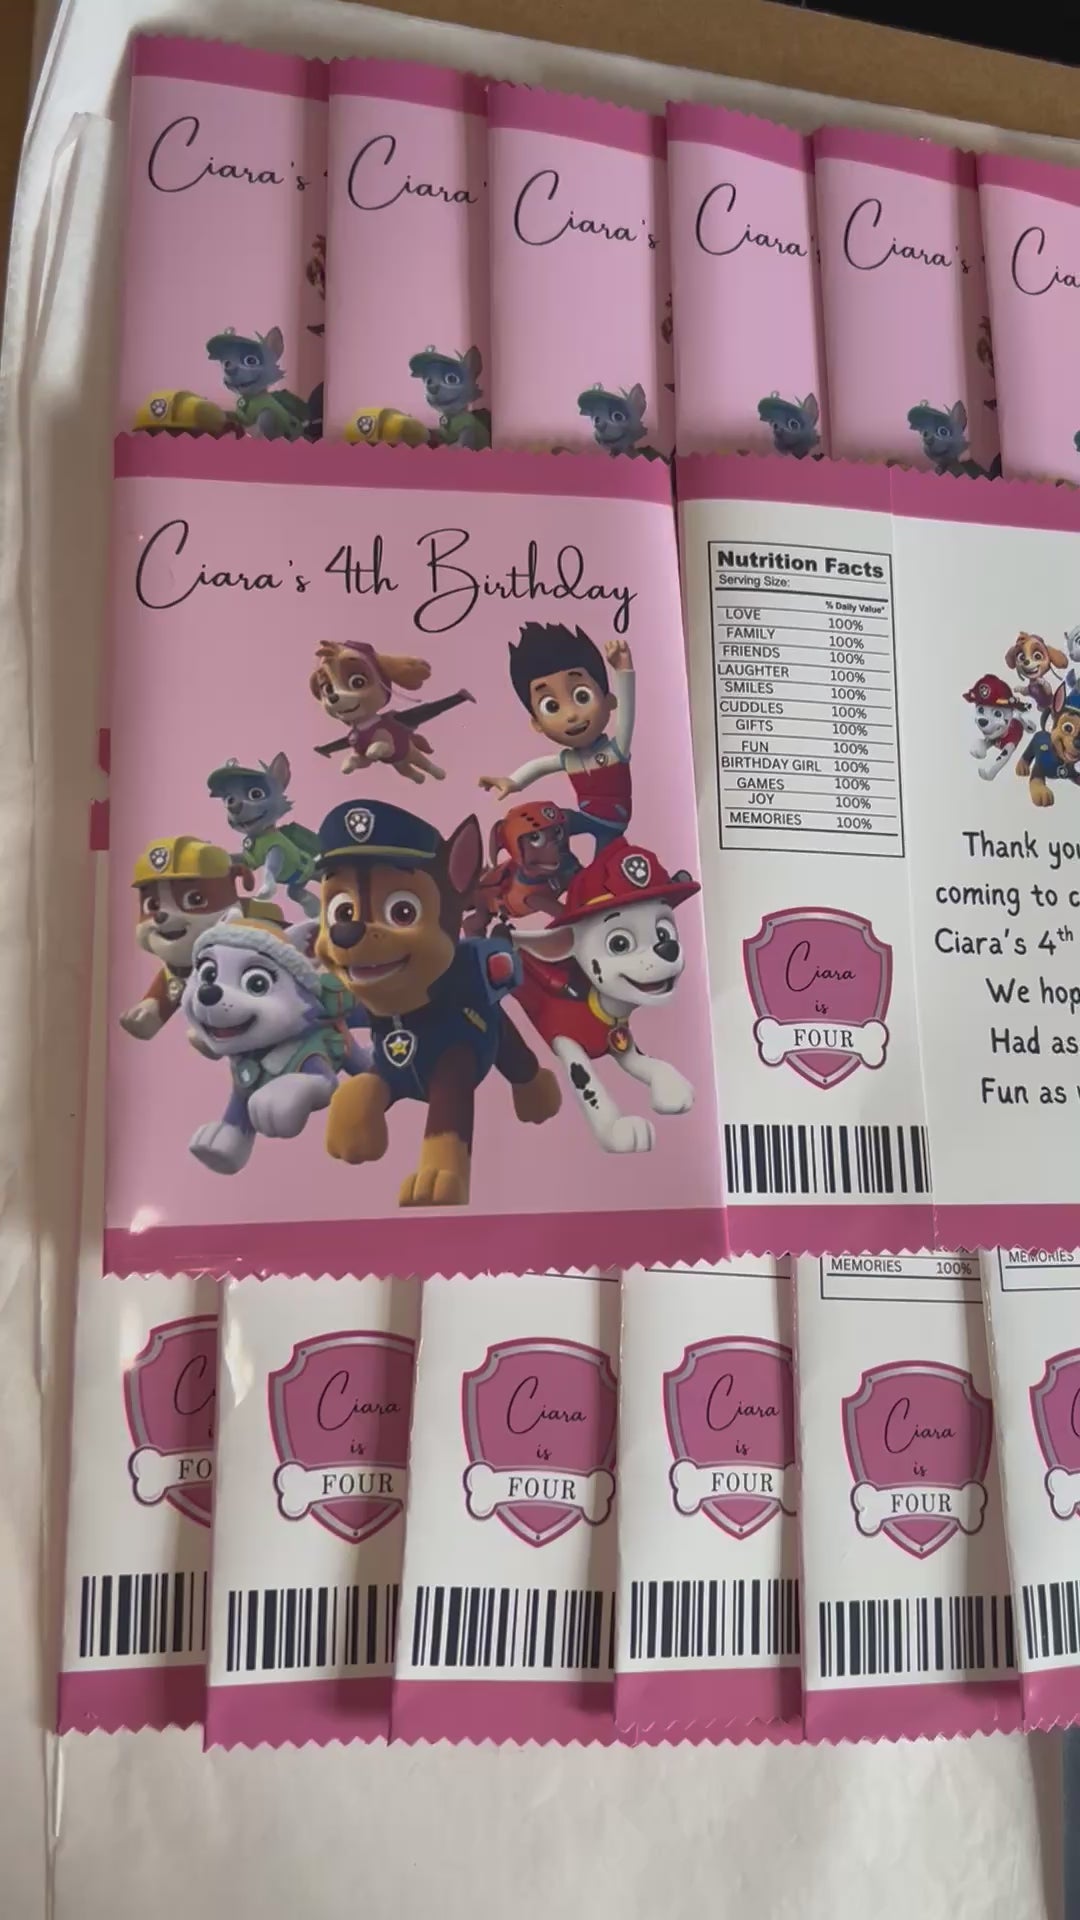 Ciara's
Ciara'
Ciara's
Ciara'
Ciara's
Cia
Ciara's 4th Birthday
Nutrition Facts
Serving Size:
% Daily Value*
LOVE 100%
FAMILY 100%
FRIENDS 100%
LAUGHTER 100%
SMILES 100%
CUDDLES 100%
GIFTS 100%
FUN 100%
BIRTHDAY GIRL 100%
GAMES 100%
JOY 100%
MEMORIES 100%
Ciara
is
FOUR
Thank you
coming to c
Ciara's 4th
We hop
Had as
Fun as
MEMORIES 100%
MEMORIES
C
FO
Ciara
is
FOUR
Ciara
is
FOUR
Ciara
is
FOUR
Ciara
is
FOUR